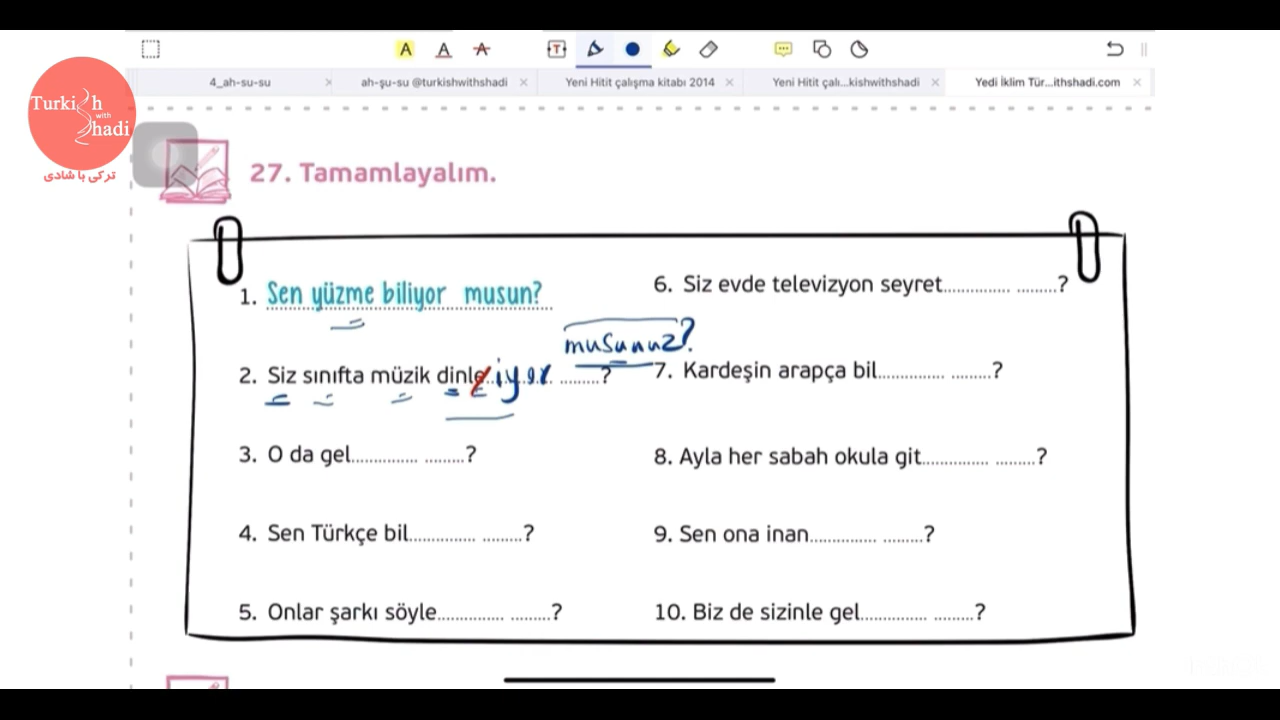 4_ah-su-su
ah-şu-su @turkishwithshadi
Yeni Hitit çalışma kitabı 2014
Yeni Hitit çalı...kishwithshadi
Yedi İklim Tür...ithshadi.com
Turkish
with
Shadi
ترکی با شادی
27. Tamamlayalım.
1. Sen yüzme biliyor musun?
musunuz?
2. Siz sınıfta müzik dinle iyor ........?
3. O da gel.............. ........?
4. Sen Türkçe bil.............. ........?
5. Onlar şarkı söyle.............. ........?
6. Siz evde televizyon seyret.............. ........?
7. Kardeşin arapça bil.............. ........?
8. Ayla her sabah okula git.............. ........?
9. Sen ona inan.............. ........?
10. Biz de sizinle gel.............. ........?